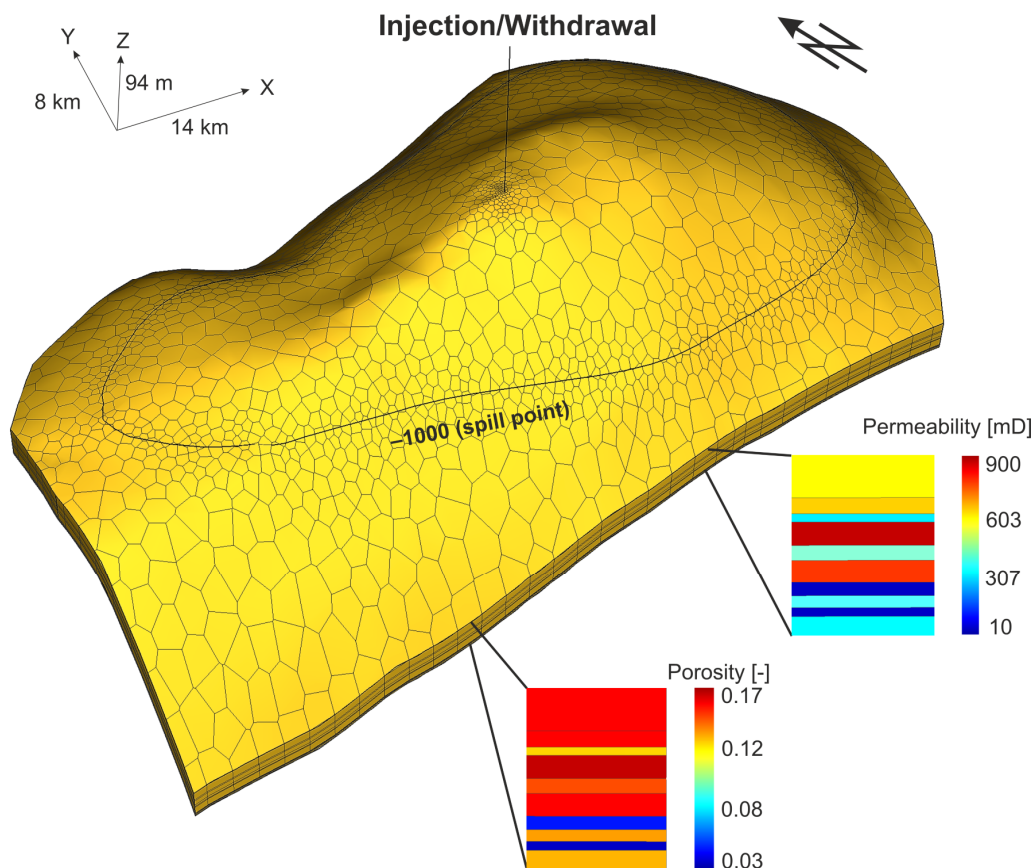 Injection/Withdrawal
N
Y
Z
94 m
X
8 km
14 km
–1000 (spill point)
Permeability [mD]
900
603
307
10
Porosity [-]
0.17
0.12
0.08
0.03